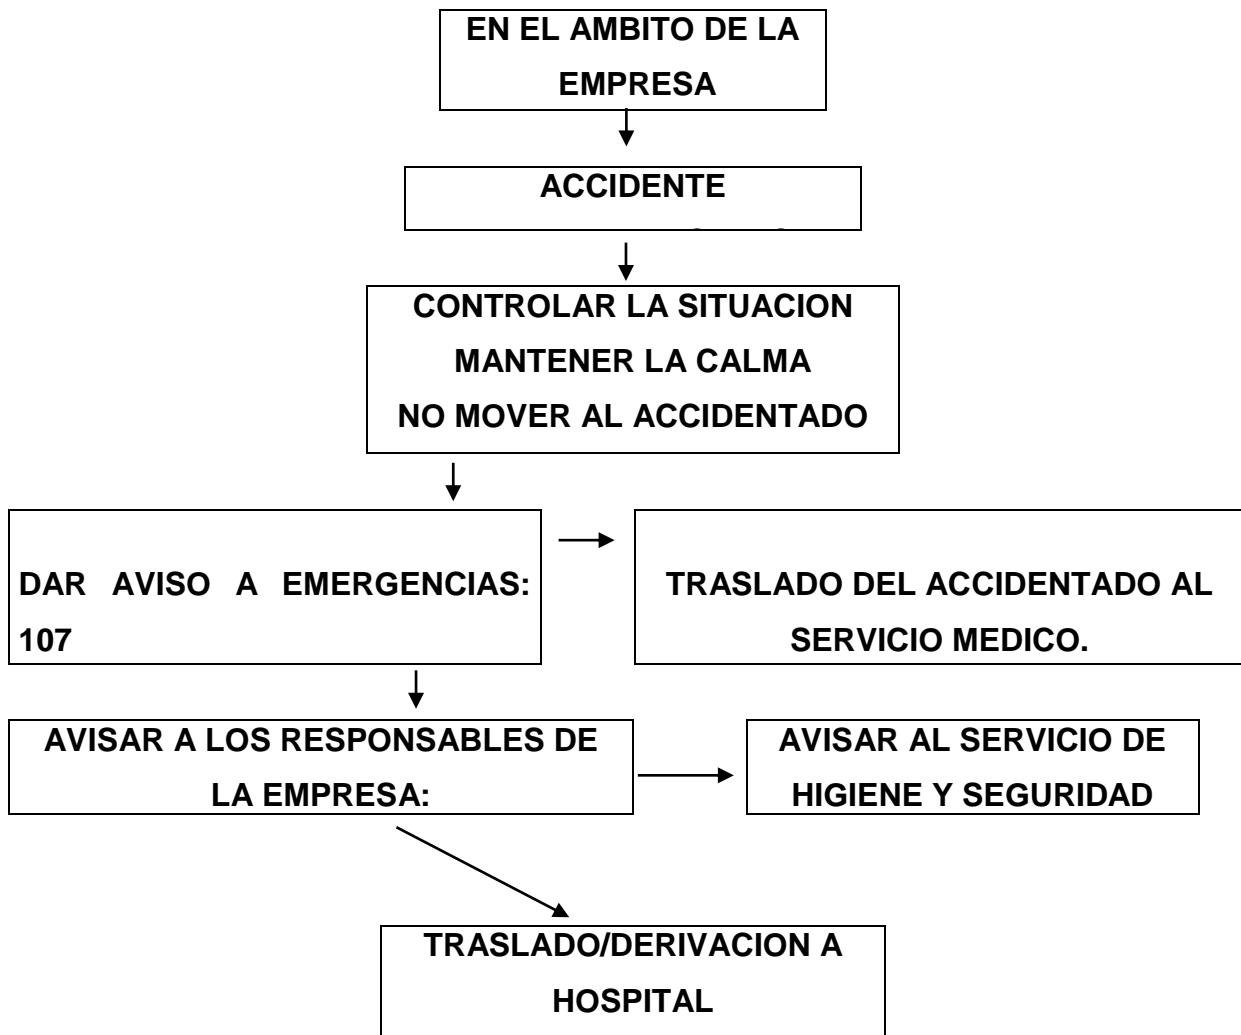 EN EL AMBITO DE LA
EMPRESA
ACCIDENTE
CONTROLAR LA SITUACION
MANTENER LA CALMA
NO MOVER AL ACCIDENTADO
DAR AVISO A EMERGENCIAS:
107
TRASLADO DEL ACCIDENTADO AL
SERVICIO MEDICO.
AVISAR A LOS RESPONSABLES DE
LA EMPRESA:
AVISAR AL SERVICIO DE
HIGIENE Y SEGURIDAD
TRASLADO/DERIVACION A
HOSPITAL